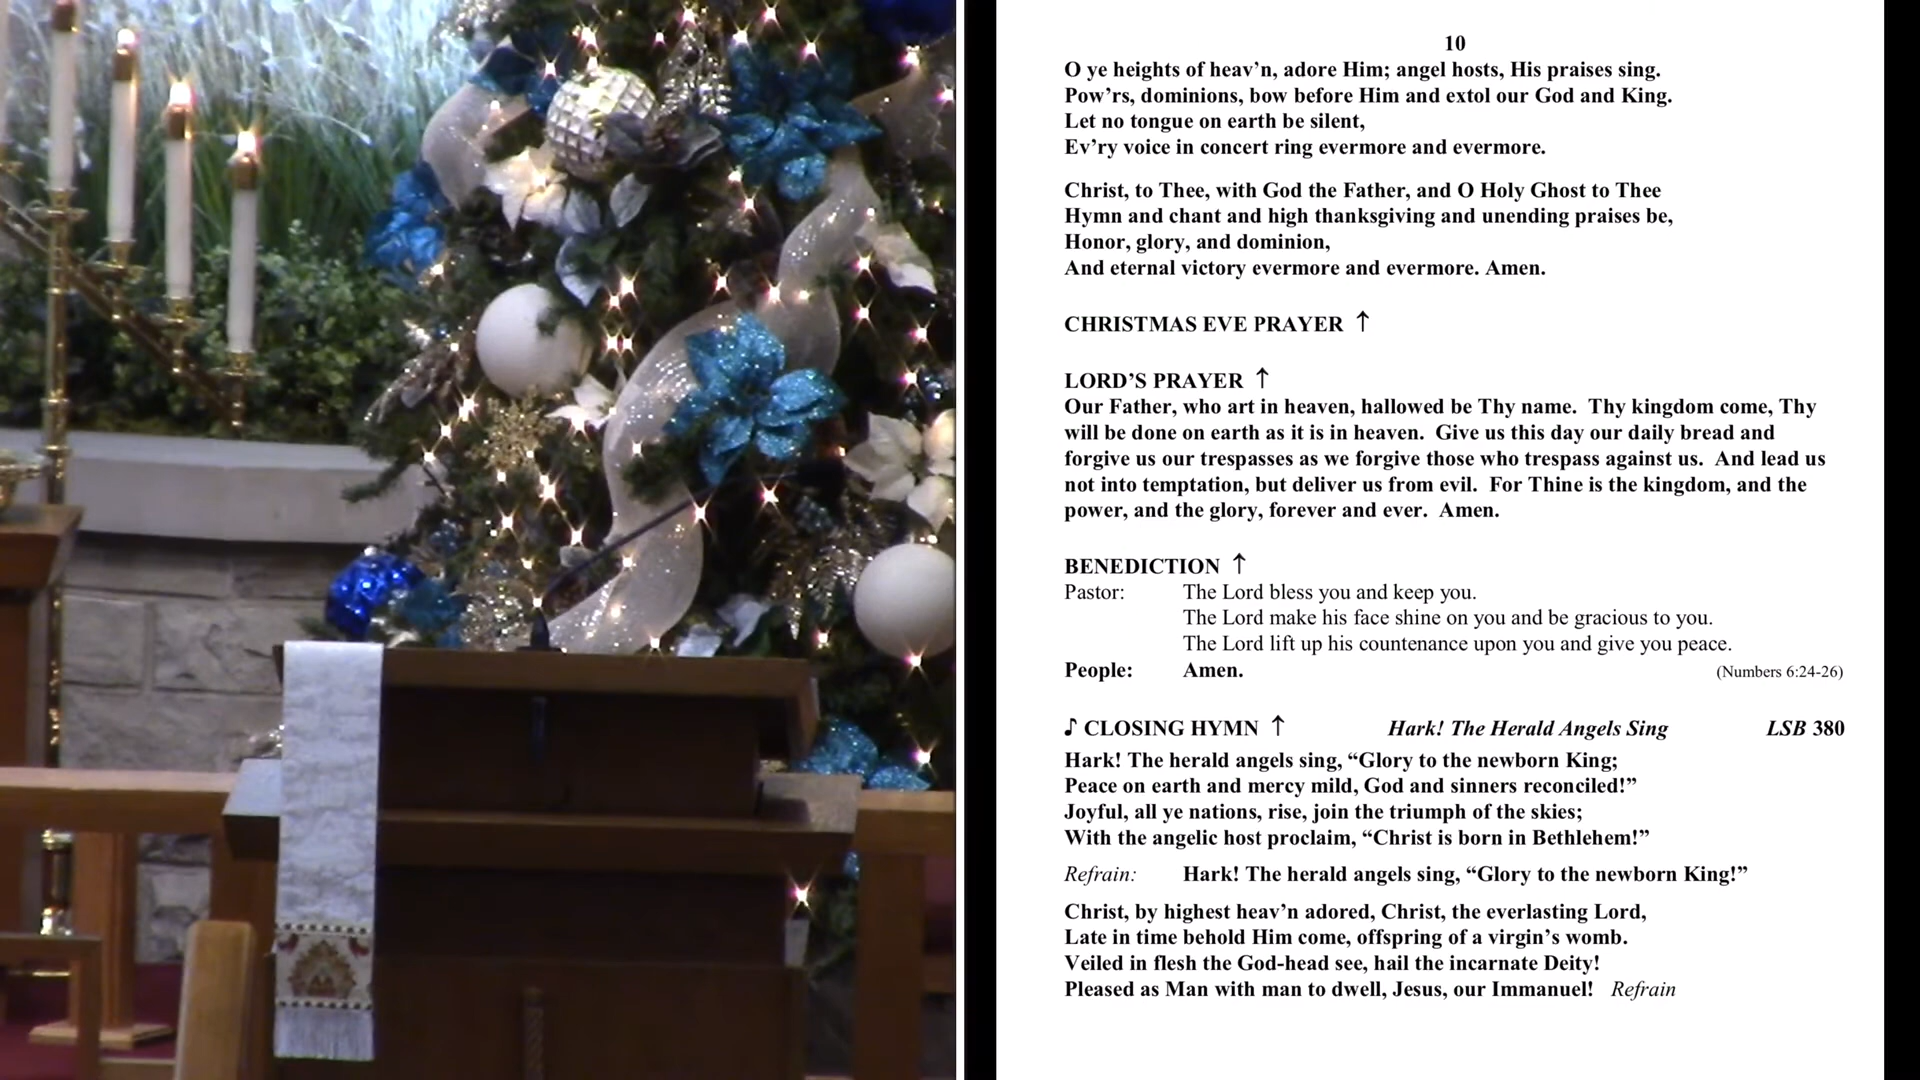 10
O ye heights of heav’n, adore Him; angel hosts, His praises sing.
Pow’rs, dominions, bow before Him and extol our God and King.
Let no tongue on earth be silent,
Ev’ry voice in concert ring evermore and evermore.
Christ, to Thee, with God the Father, and O Holy Ghost to Thee
Hymn and chant and high thanksgiving and unending praises be,
Honor, glory, and dominion,
And eternal victory evermore and evermore. Amen.
CHRISTMAS EVE PRAYER ↑
LORD’S PRAYER ↑
Our Father, who art in heaven, hallowed be Thy name.  Thy kingdom come, Thy
will be done on earth as it is in heaven.  Give us this day our daily bread and
forgive us our trespasses as we forgive those who trespass against us.  And lead us
not into temptation, but deliver us from evil.  For Thine is the kingdom, and the
power, and the glory, forever and ever.  Amen.
BENEDICTION ↑
Pastor: The Lord bless you and keep you.
The Lord make his face shine on you and be gracious to you.
The Lord lift up his countenance upon you and give you peace.
People: Amen. (Numbers 6:24-26)
♪ CLOSING HYMN ↑ Hark! The Herald Angels Sing LSB 380
Hark! The herald angels sing, “Glory to the newborn King;
Peace on earth and mercy mild, God and sinners reconciled!”
Joyful, all ye nations, rise, join the triumph of the skies;
With the angelic host proclaim, “Christ is born in Bethlehem!”
Refrain: Hark! The herald angels sing, “Glory to the newborn King!”
Christ, by highest heav’n adored, Christ, the everlasting Lord,
Late in time behold Him come, offspring of a virgin’s womb.
Veiled in flesh the God-head see, hail the incarnate Deity!
Pleased as Man with man to dwell, Jesus, our Immanuel! Refrain